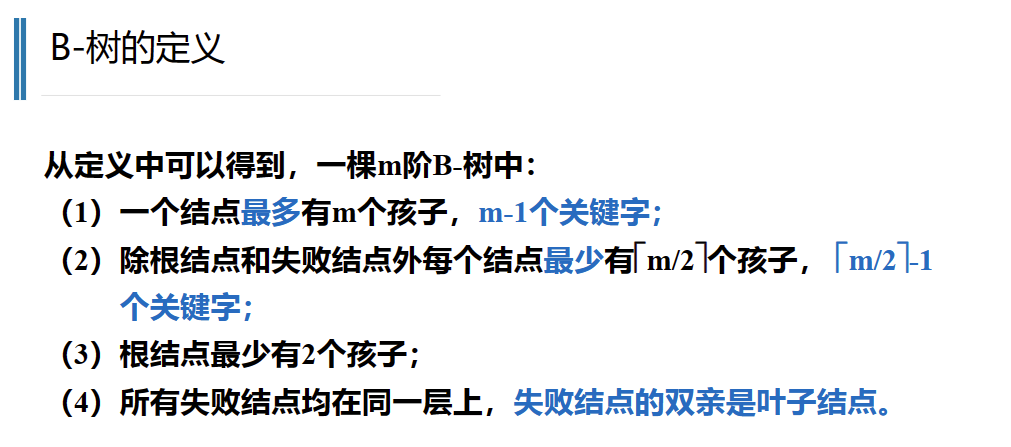 B-树的定义
从定义中可以得到，一棵m阶B-树中：
（1）一个结点最多有m个孩子，m-1个关键字；
（2）除根结点和失败结点外每个结点最少有⌈m/2⌉个孩子，⌈m/2⌉-1
个关键字；
（3）根结点最少有2个孩子；
（4）所有失败结点均在同一层上，失败结点的双亲是叶子结点。